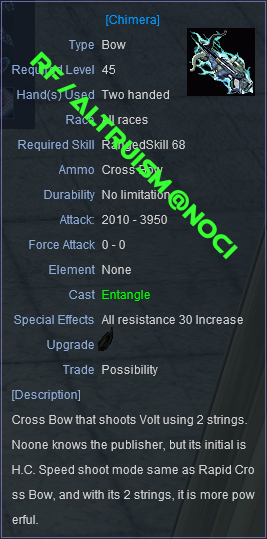 [Chimera]
Type Bow
Required Level 45
Hand(s) Used Two handed
Race All races
Required Skill RangedSkill 68
Ammo Cross Bow
Durability No limitation
Attack: 2010 - 3950
Force Attack 0 - 0
Element None
Cast Entangle
Special Effects All resistance 30 Increase
Upgrade
Trade Possibility
[Description]
Cross Bow that shoots Volt using 2 strings.
Noone knows the publisher, but its initial is
H.C. Speed shoot mode same as Rapid Cro
ss Bow, and with its 2 strings, it is more pow
erful.
RF / ALTRUISM @NOCI